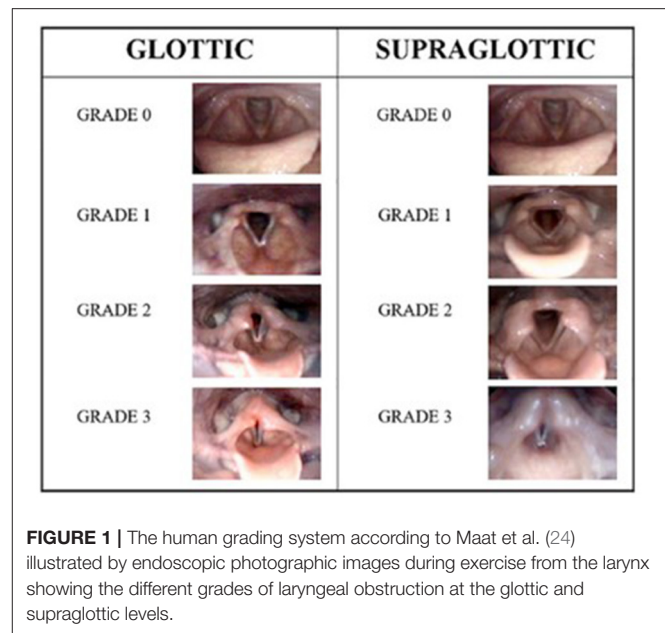 GLOTTIC SUPRAGLOTTIC
GRADE 0 GRADE 0
GRADE 1 GRADE 1
GRADE 2 GRADE 2
GRADE 3 GRADE 3
FIGURE 1 | The human grading system according to Maat et al. (24)
illustrated by endoscopic photographic images during exercise from the larynx
showing the different grades of laryngeal obstruction at the glottic and
supraglottic levels.